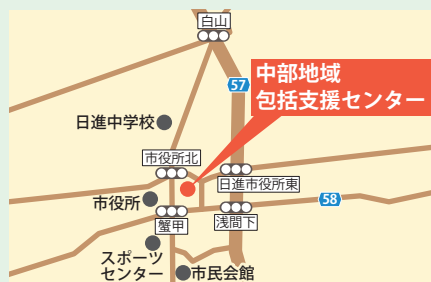 白山
57
中部地域
包括支援センター
日進中学校
市役所北
日進市役所東
市役所
58
蟹甲
浅間下
スポーツ
センター
市民会館